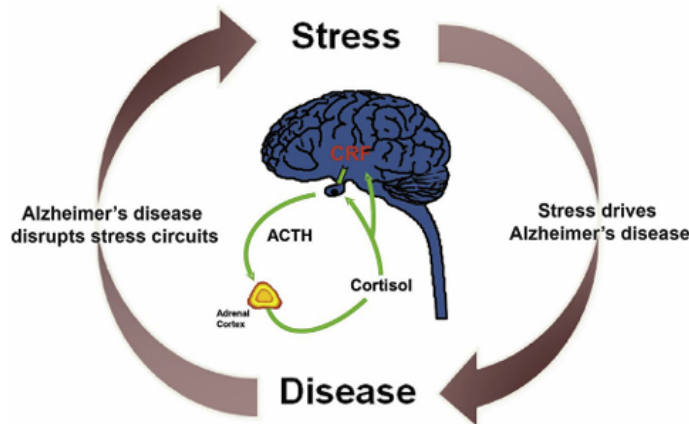 Stress
CRF
Alzheimer's disease
disrupts stress circuits
ACTH
Stress drives
Alzheimer's disease
Cortisol
Adrenal
Cortex
Disease